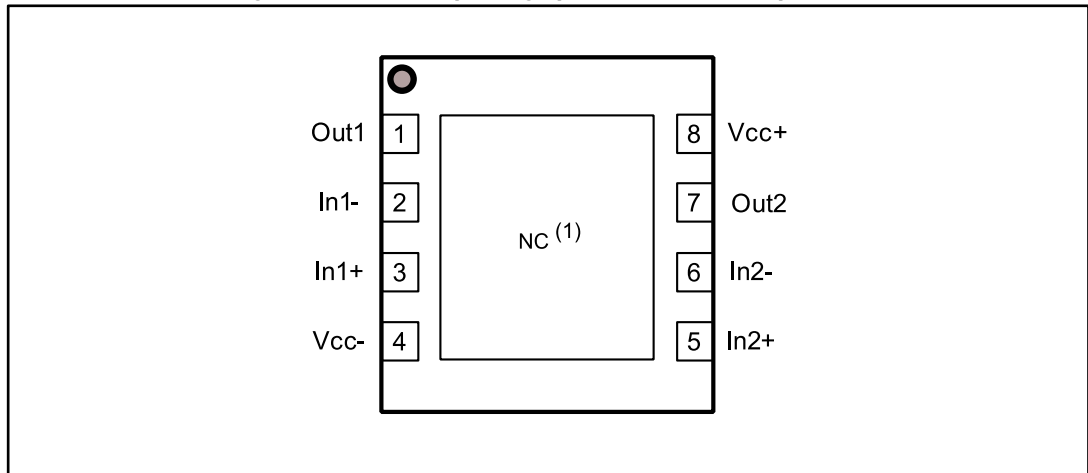 Out1 1 8 Vcc+
In1- 2 7 Out2
NC (1)
In1+ 3 6 In2-
Vcc- 4 5 In2+